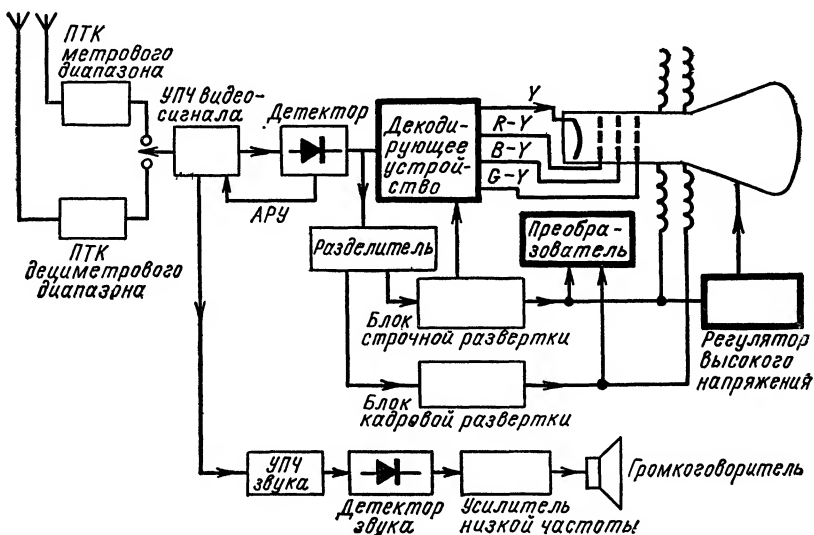 ПТК
метрового
диапазона
УПЧ видео-
сигнала
Детектор
АРУ
ПТК
дециметрового
диапазона
Декоди-
рующее
устрой-
ство
Y
R-Y
B-Y
G-Y
Разделитель
Преобра-
зователь
Блок
строчной развертки
Регулятор
высокого
напряжения
Блок
кадровой развертки
УПЧ
звука
Детектор
звука
Усилитель
низкой частоты
Громкоговоритель